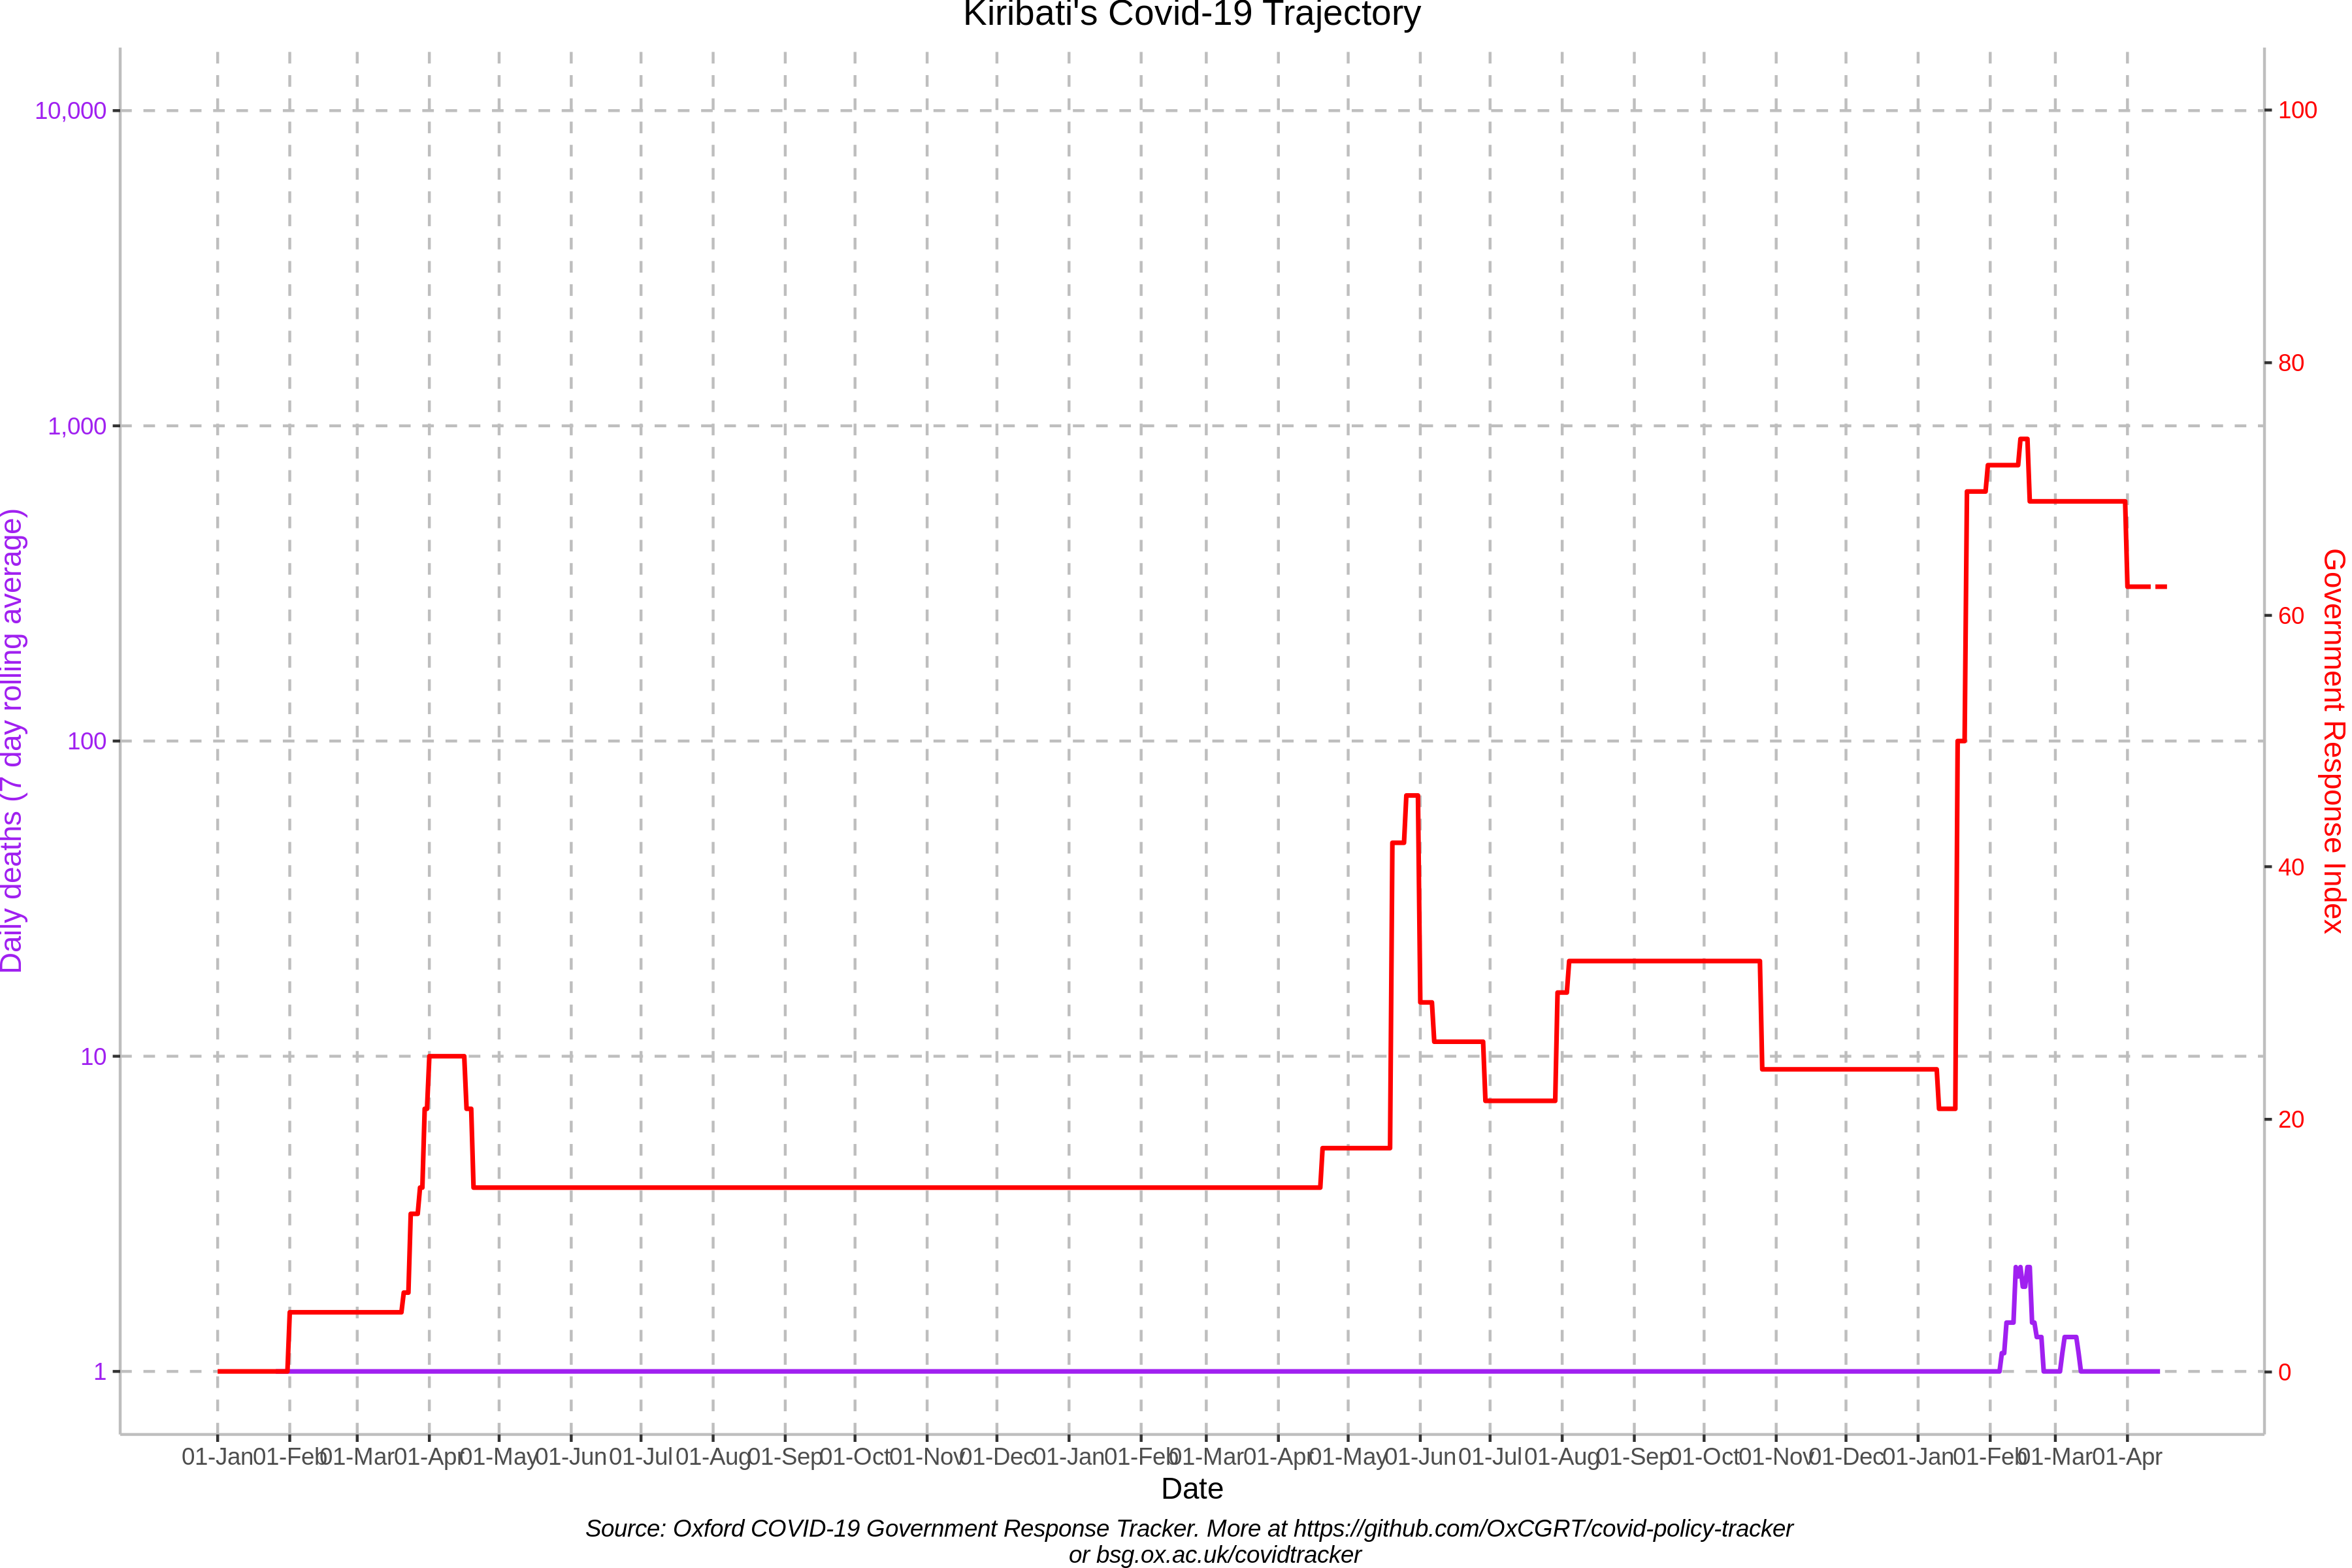 Kiribati's Covid-19 Trajectory
10,000
1,000
100
10
1
Daily deaths (7 day rolling average)
100
80
60
40
20
0
Government Response Index
01-Jan 01-Feb 01-Mar 01-Apr 01-May 01-Jun 01-Jul 01-Aug 01-Sep 01-Oct 01-Nov 01-Dec 01-Jan 01-Feb 01-Mar 01-Apr 01-May 01-Jun 01-Jul 01-Aug 01-Sep 01-Oct 01-Nov 01-Dec 01-Jan 01-Feb 01-Mar 01-Apr
Date
Source: Oxford COVID-19 Government Response Tracker. More at https://github.com/OxCGRT/covid-policy-tracker
or bsg.ox.ac.uk/covidtracker